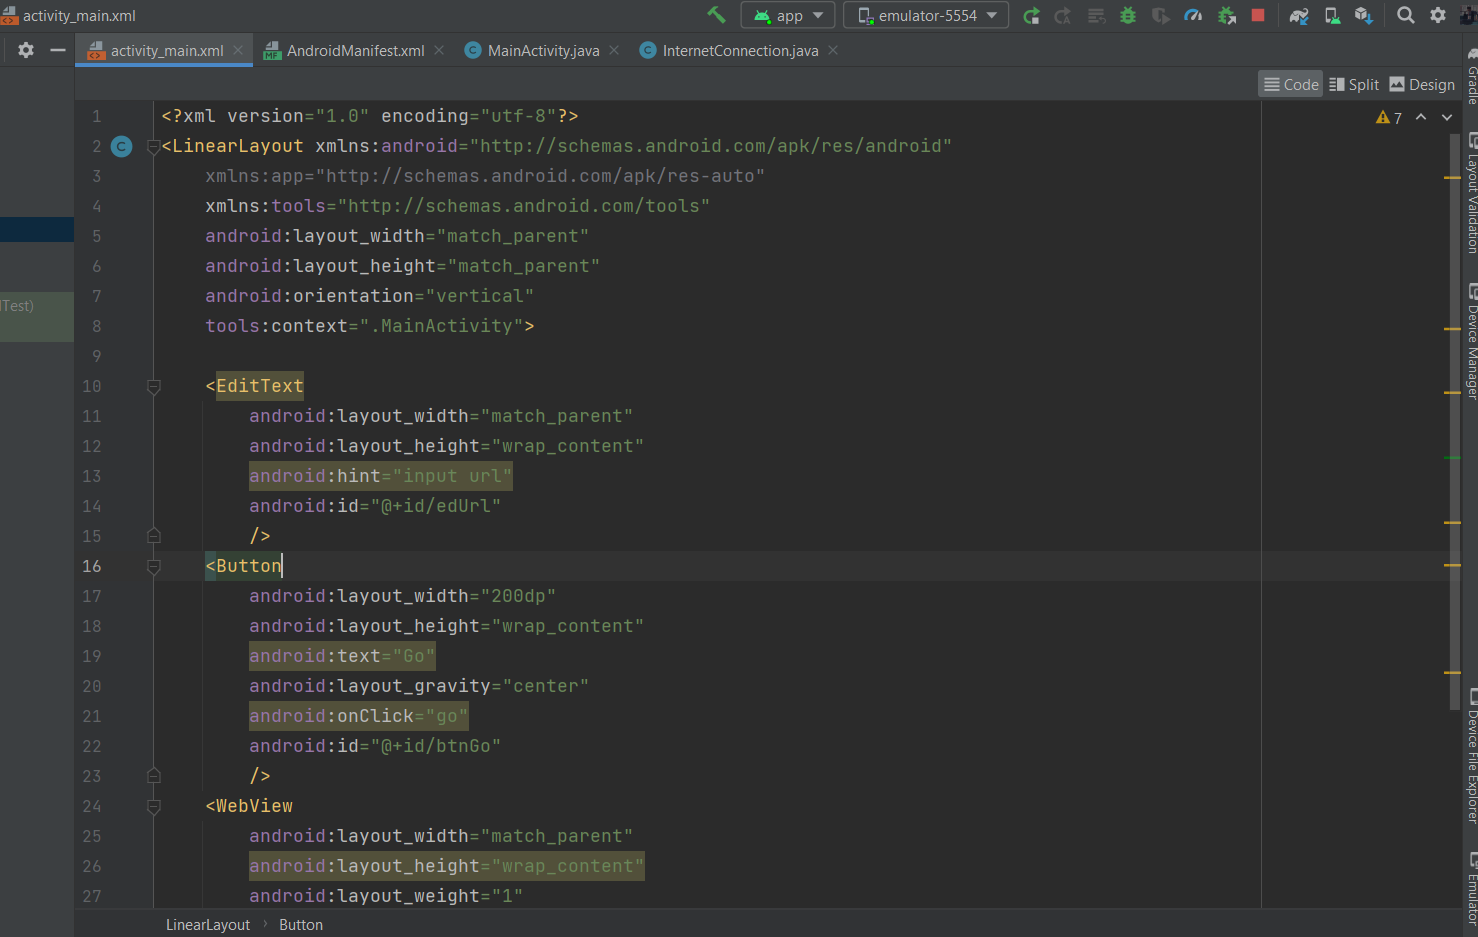 activity_main.xml
app
emulator-5554
activity_main.xml
AndroidManifest.xml
MainActivity.java
InternetConnection.java
Code
Split
Design
7
1 <?xml version="1.0" encoding="utf-8"?>
2 <LinearLayout xmlns:android="http://schemas.android.com/apk/res/android"
3 xmlns:app="http://schemas.android.com/apk/res-auto"
4 xmlns:tools="http://schemas.android.com/tools"
5 android:layout_width="match_parent"
6 android:layout_height="match_parent"
7 android:orientation="vertical"
8 tools:context=".MainActivity">
9
10 <EditText
11 android:layout_width="match_parent"
12 android:layout_height="wrap_content"
13 android:hint="input url"
14 android:id="@+id/edUrl"
15 />
16 <Button
17 android:layout_width="200dp"
18 android:layout_height="wrap_content"
19 android:text="Go"
20 android:layout_gravity="center"
21 android:onClick="go"
22 android:id="@+id/btnGo"
23 />
24 <WebView
25 android:layout_width="match_parent"
26 android:layout_height="wrap_content"
27 android:layout_weight="1"
Test)
LinearLayout
Button
Gradle
Layout Validation
Device Manager
Device File Explorer
Emulator